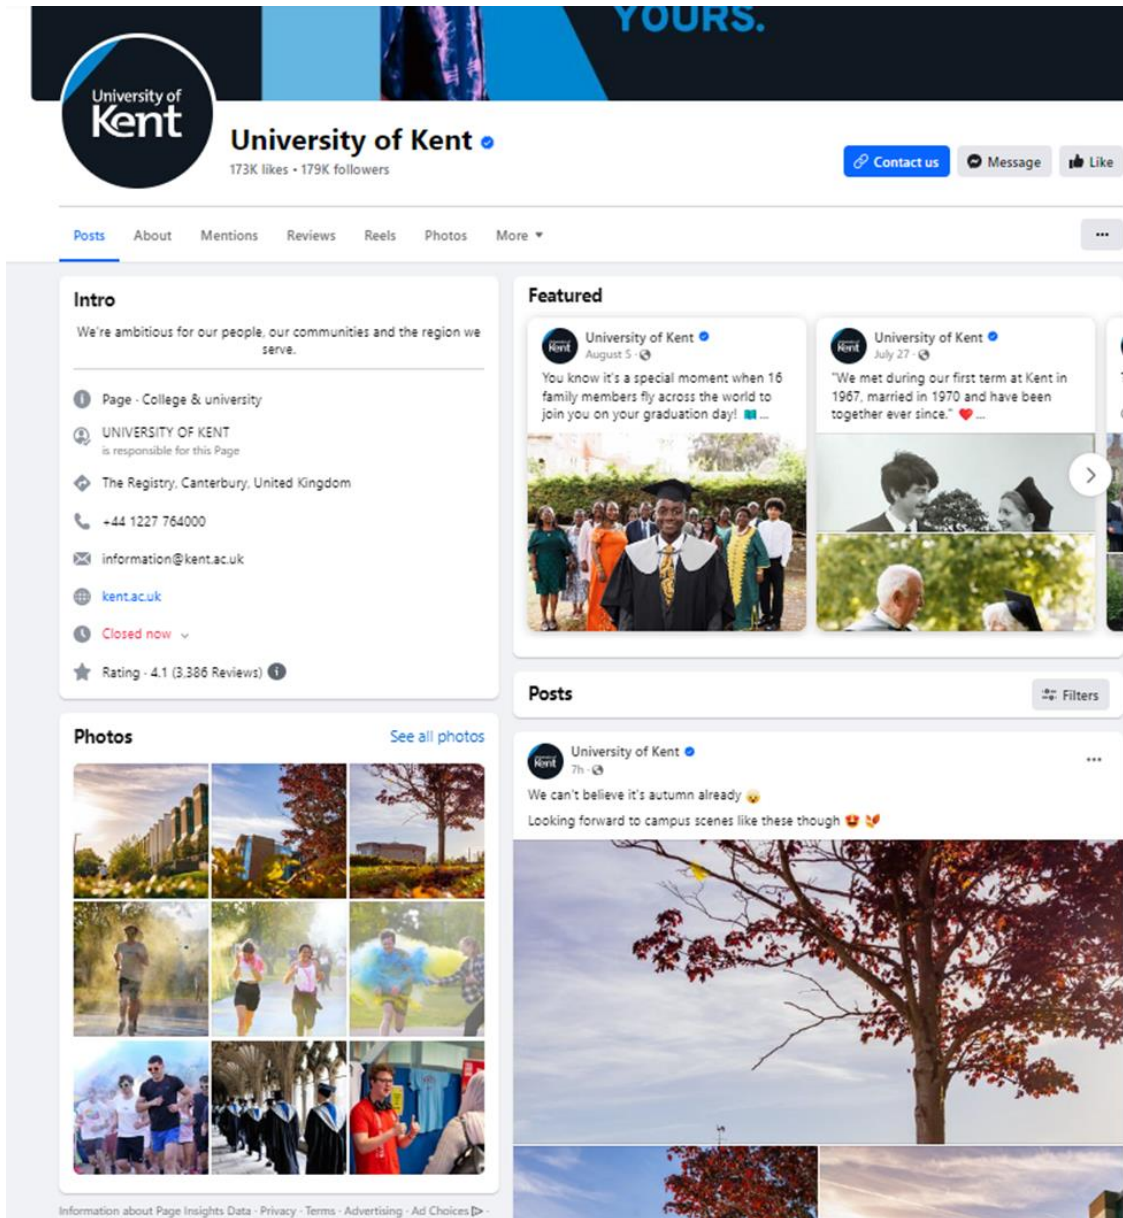 YOURS.
University of
Kent
University of Kent
173K likes • 179K followers
Contact us
Message
Like
Posts
About
Mentions
Reviews
Reels
Photos
More
Intro
We're ambitious for our people, our communities and the region we
serve.
Page · College & university
UNIVERSITY OF KENT
is responsible for this Page
The Registry, Canterbury, United Kingdom
+44 1227 764000
information@kent.ac.uk
kent.ac.uk
Closed now
Rating · 4.1 (3,386 Reviews)
Photos
See all photos
Information about Page Insights Data · Privacy · Terms · Advertising · Ad Choices ·
Featured
Kent
University of Kent
August 5 ·
You know it's a special moment when 16
family members fly across the world to
join you on your graduation day! 📘 ...
Kent
University of Kent
July 27 ·
"We met during our first term at Kent in
1967, married in 1970 and have been
together ever since." ❤️ ...
Posts
Filters
Kent
University of Kent
7h ·
We can't believe it's autumn already 😮
Looking forward to campus scenes like these though 😍 🍂